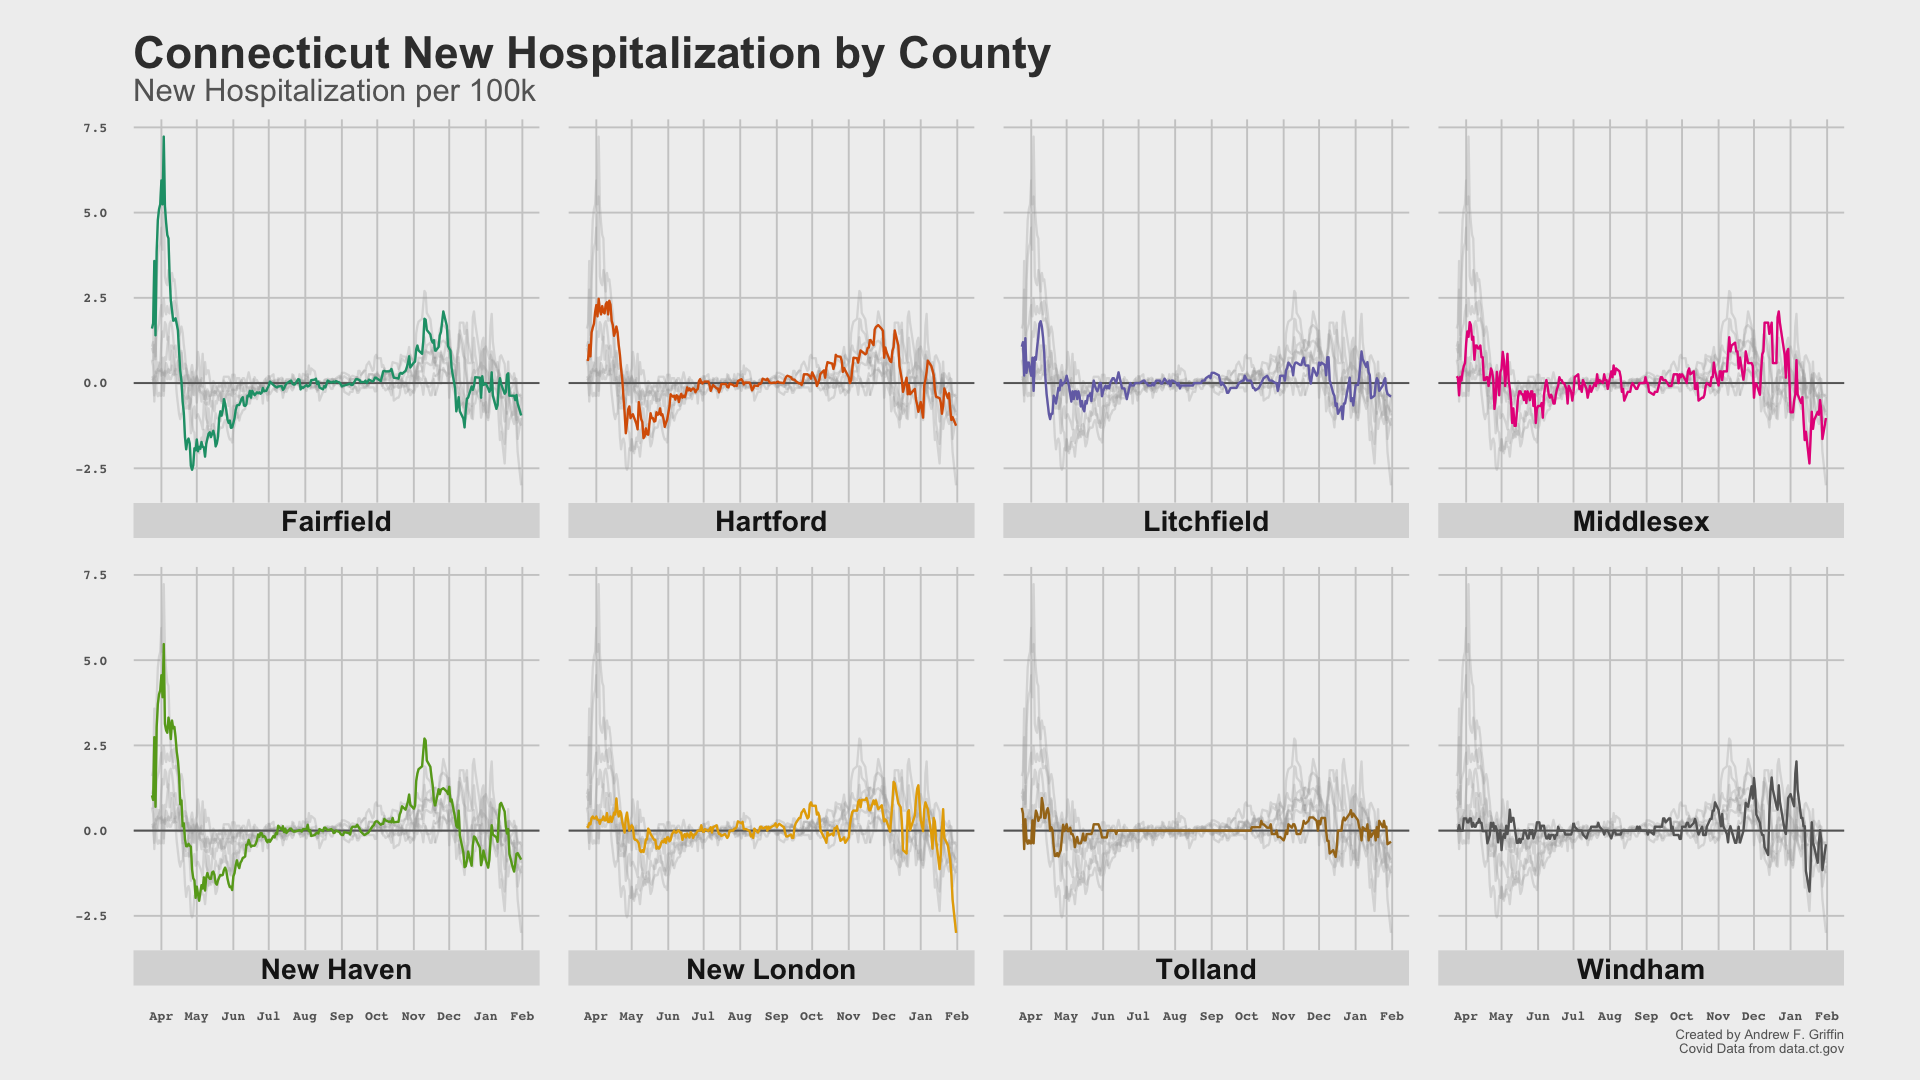 Connecticut New Hospitalization by County
New Hospitalization per 100k
7.5
5.0
2.5
0.0
−2.5
Fairfield Hartford Litchfield Middlesex
7.5
5.0
2.5
0.0
−2.5
New Haven New London Tolland Windham
Apr May Jun Jul Aug Sep Oct Nov Dec Jan Feb Apr May Jun Jul Aug Sep Oct Nov Dec Jan Feb Apr May Jun Jul Aug Sep Oct Nov Dec Jan Feb Apr May Jun Jul Aug Sep Oct Nov Dec Jan Feb
Created by Andrew F. Griffin
Covid Data from data.ct.gov